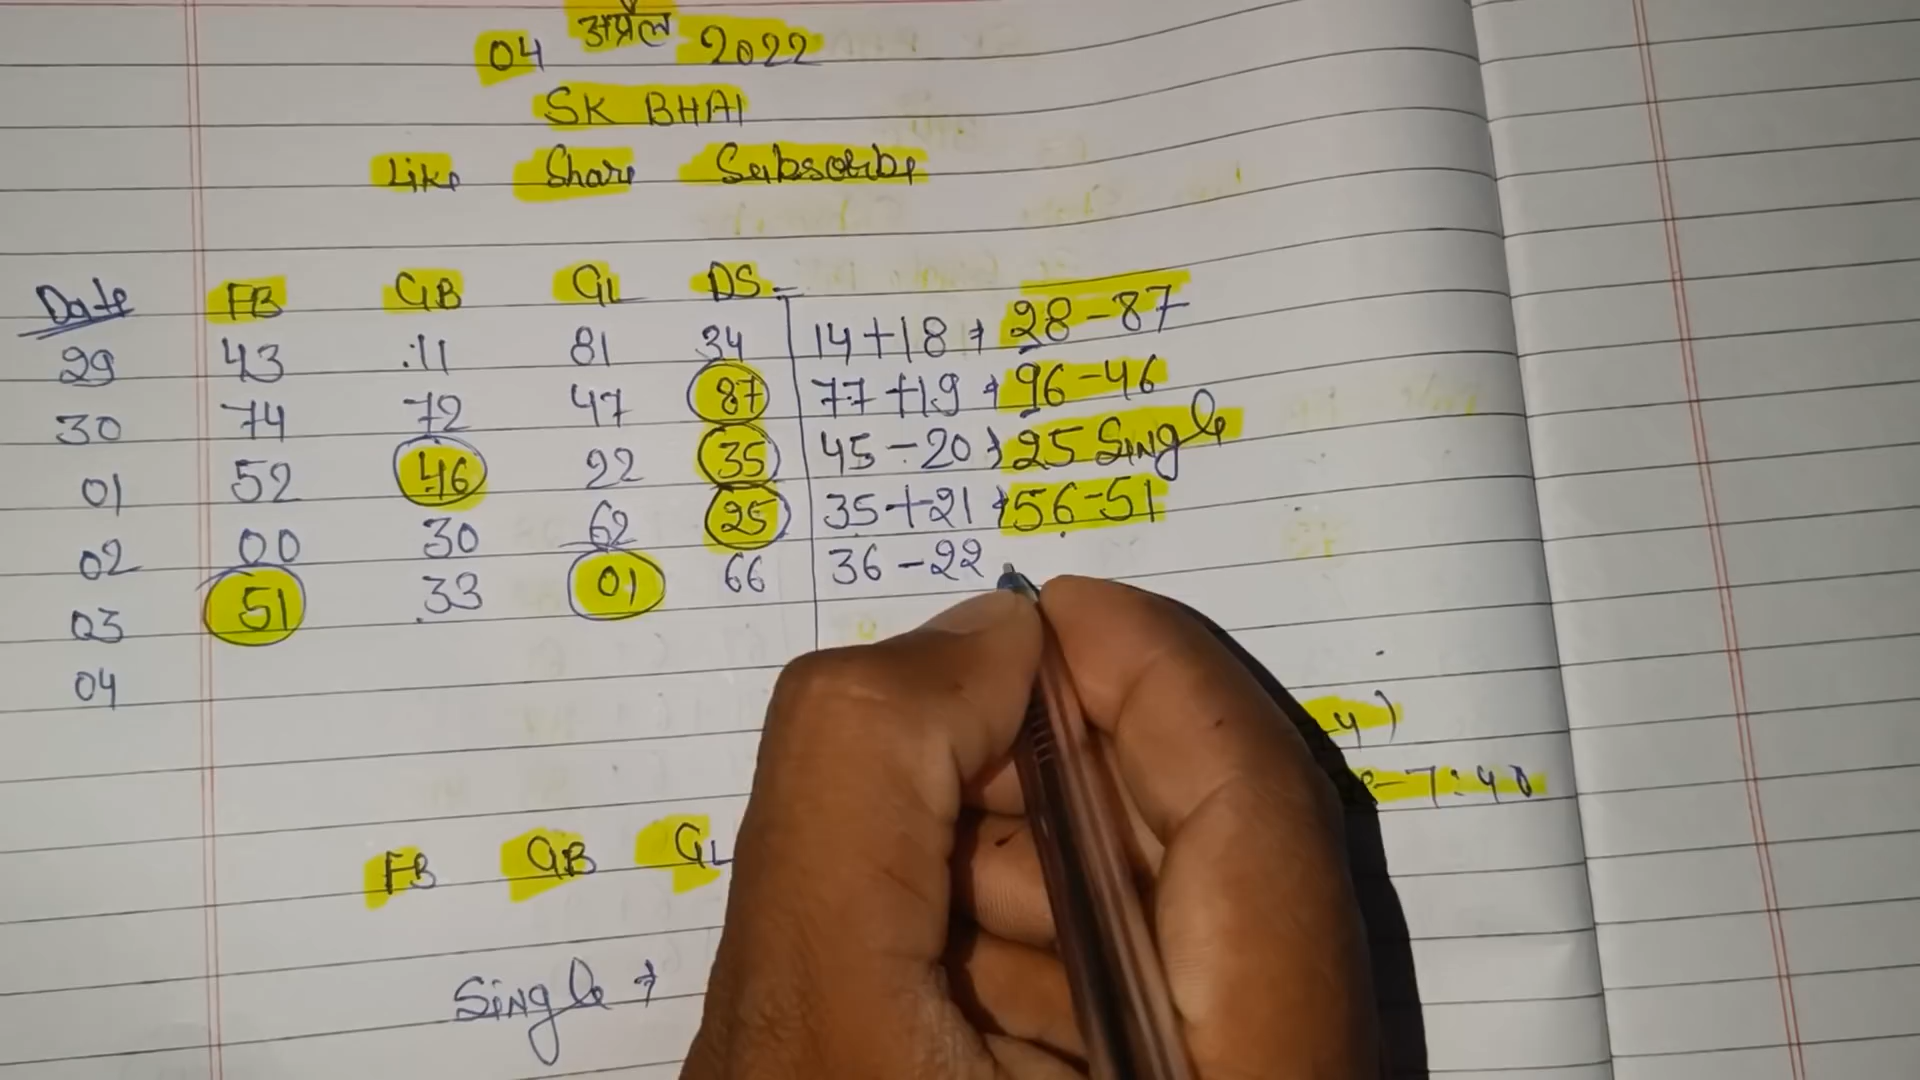 04 अप्रैल 2022
SK BHAI
Like Share Subscribe
Date FB GB GL DS
29 43 11 81 34 14+18 → 28-87
30 74 72 47 87 77+19 → 96-46
01 52 46 22 35 45-20 → 25 Single
02 00 30 62 25 35+21 → 56-51
03 51 33 01 66 36-22
04
4)
-7:40
FB GB GL
Single →